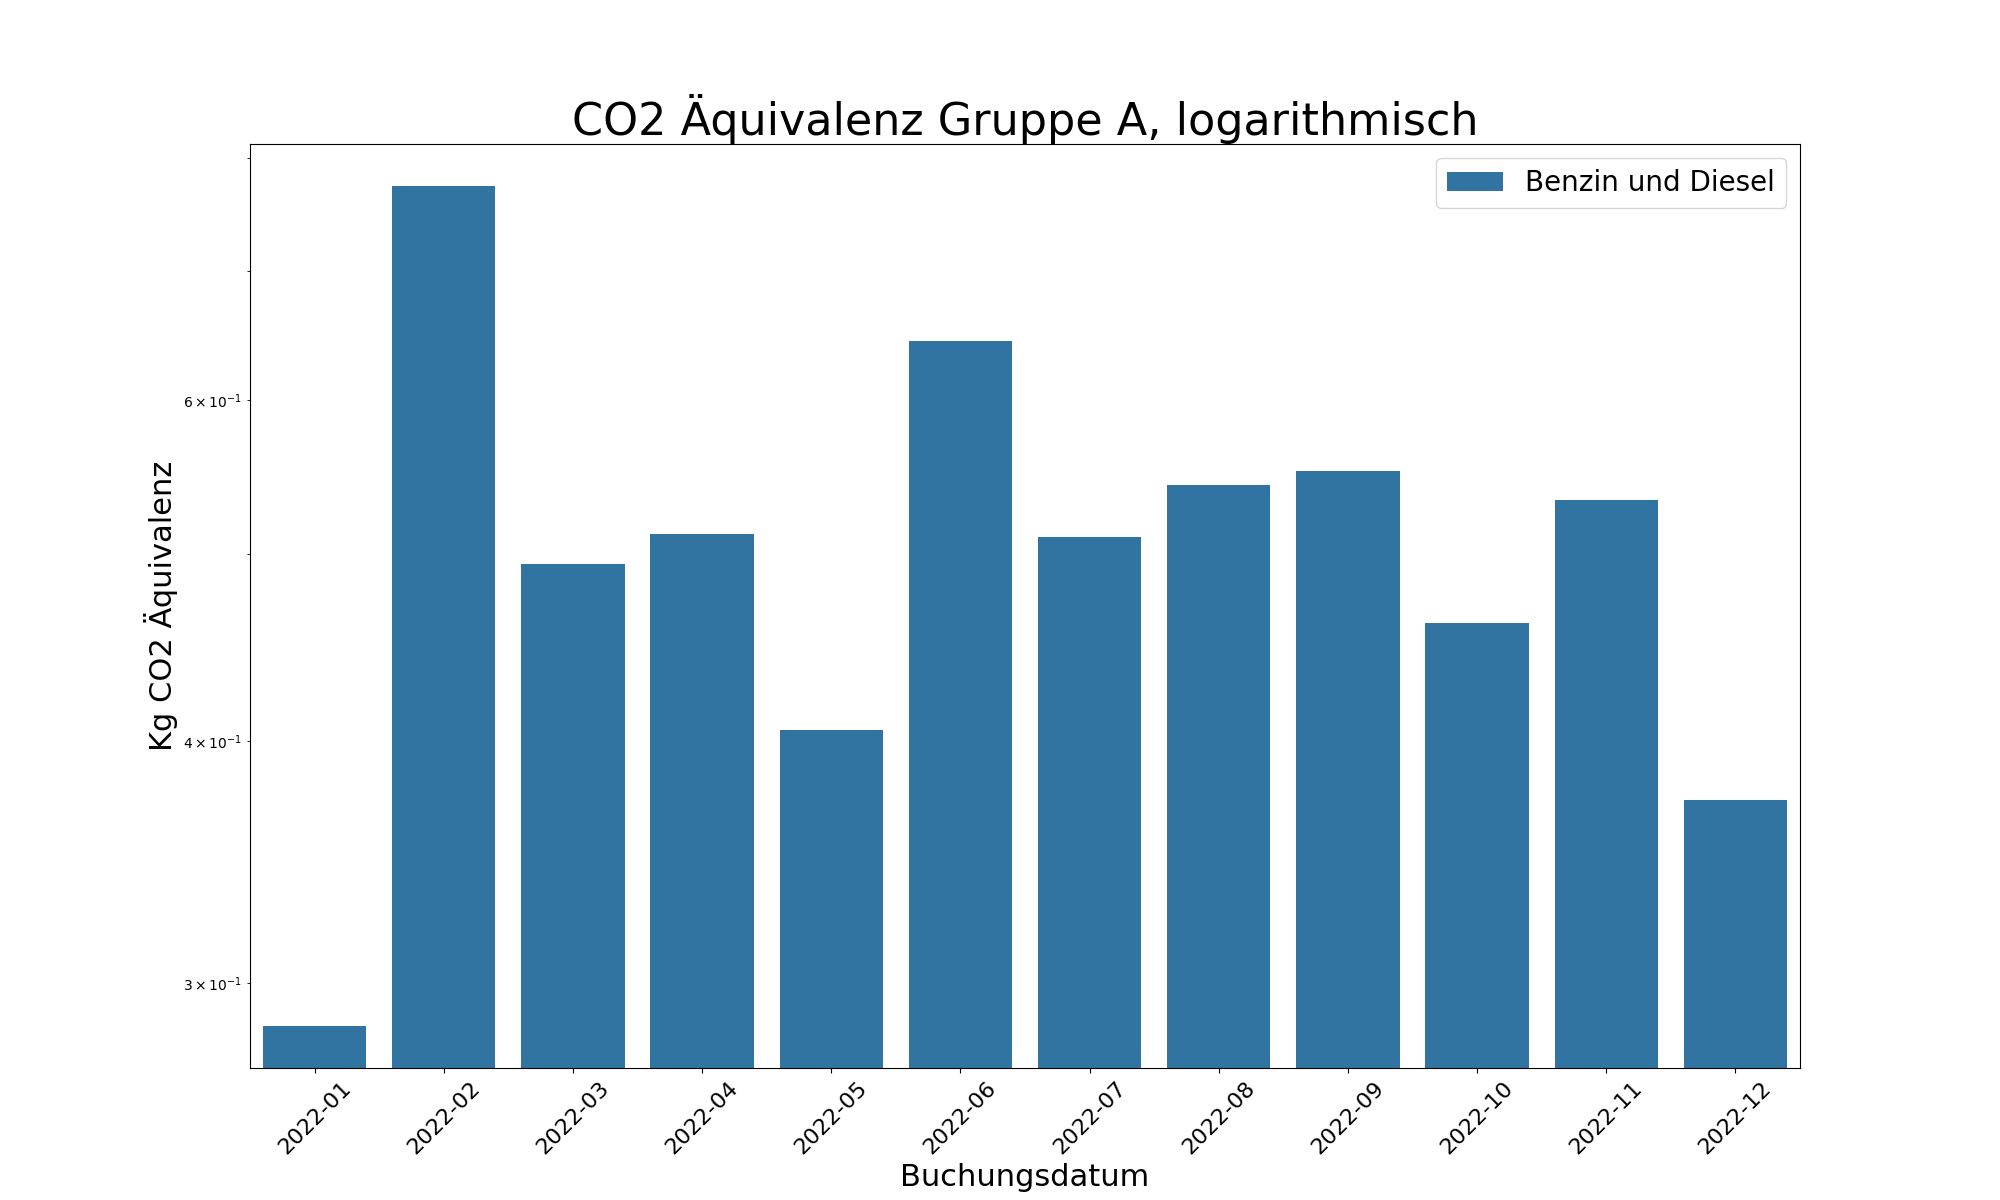 CO2 Äquivalenz Gruppe A, logarithmisch
Benzin und Diesel
Kg CO2 Äquivalenz
6 × 10⁻¹
4 × 10⁻¹
3 × 10⁻¹
2022-01 2022-02 2022-03 2022-04 2022-05 2022-06 2022-07 2022-08 2022-09 2022-10 2022-11 2022-12
Buchungsdatum